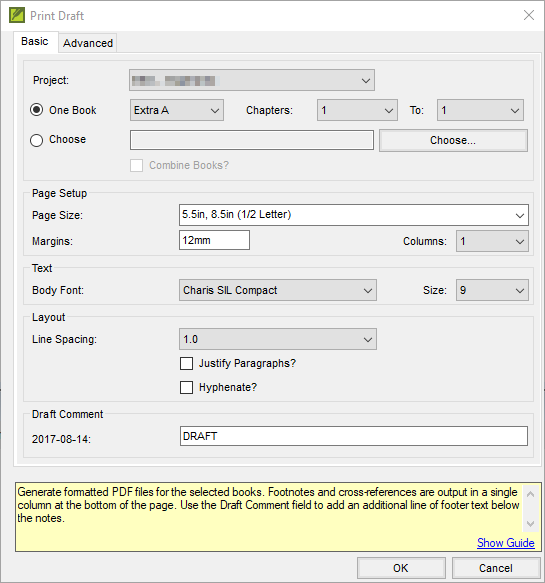 Print Draft
Basic Advanced
Project:
One Book Extra A Chapters: 1 To: 1
Choose Choose...
Combine Books?
Page Setup
Page Size: 5.5in, 8.5in (1/2 Letter)
Margins: 12mm Columns: 1
Text
Body Font: Charis SIL Compact Size: 9
Layout
Line Spacing: 1.0
Justify Paragraphs?
Hyphenate?
Draft Comment
2017-08-14: DRAFT
Generate formatted PDF files for the selected books. Footnotes and cross-references are output in a single
column at the bottom of the page. Use the Draft Comment field to add an additional line of footer text below
the notes.
Show Guide
OK Cancel